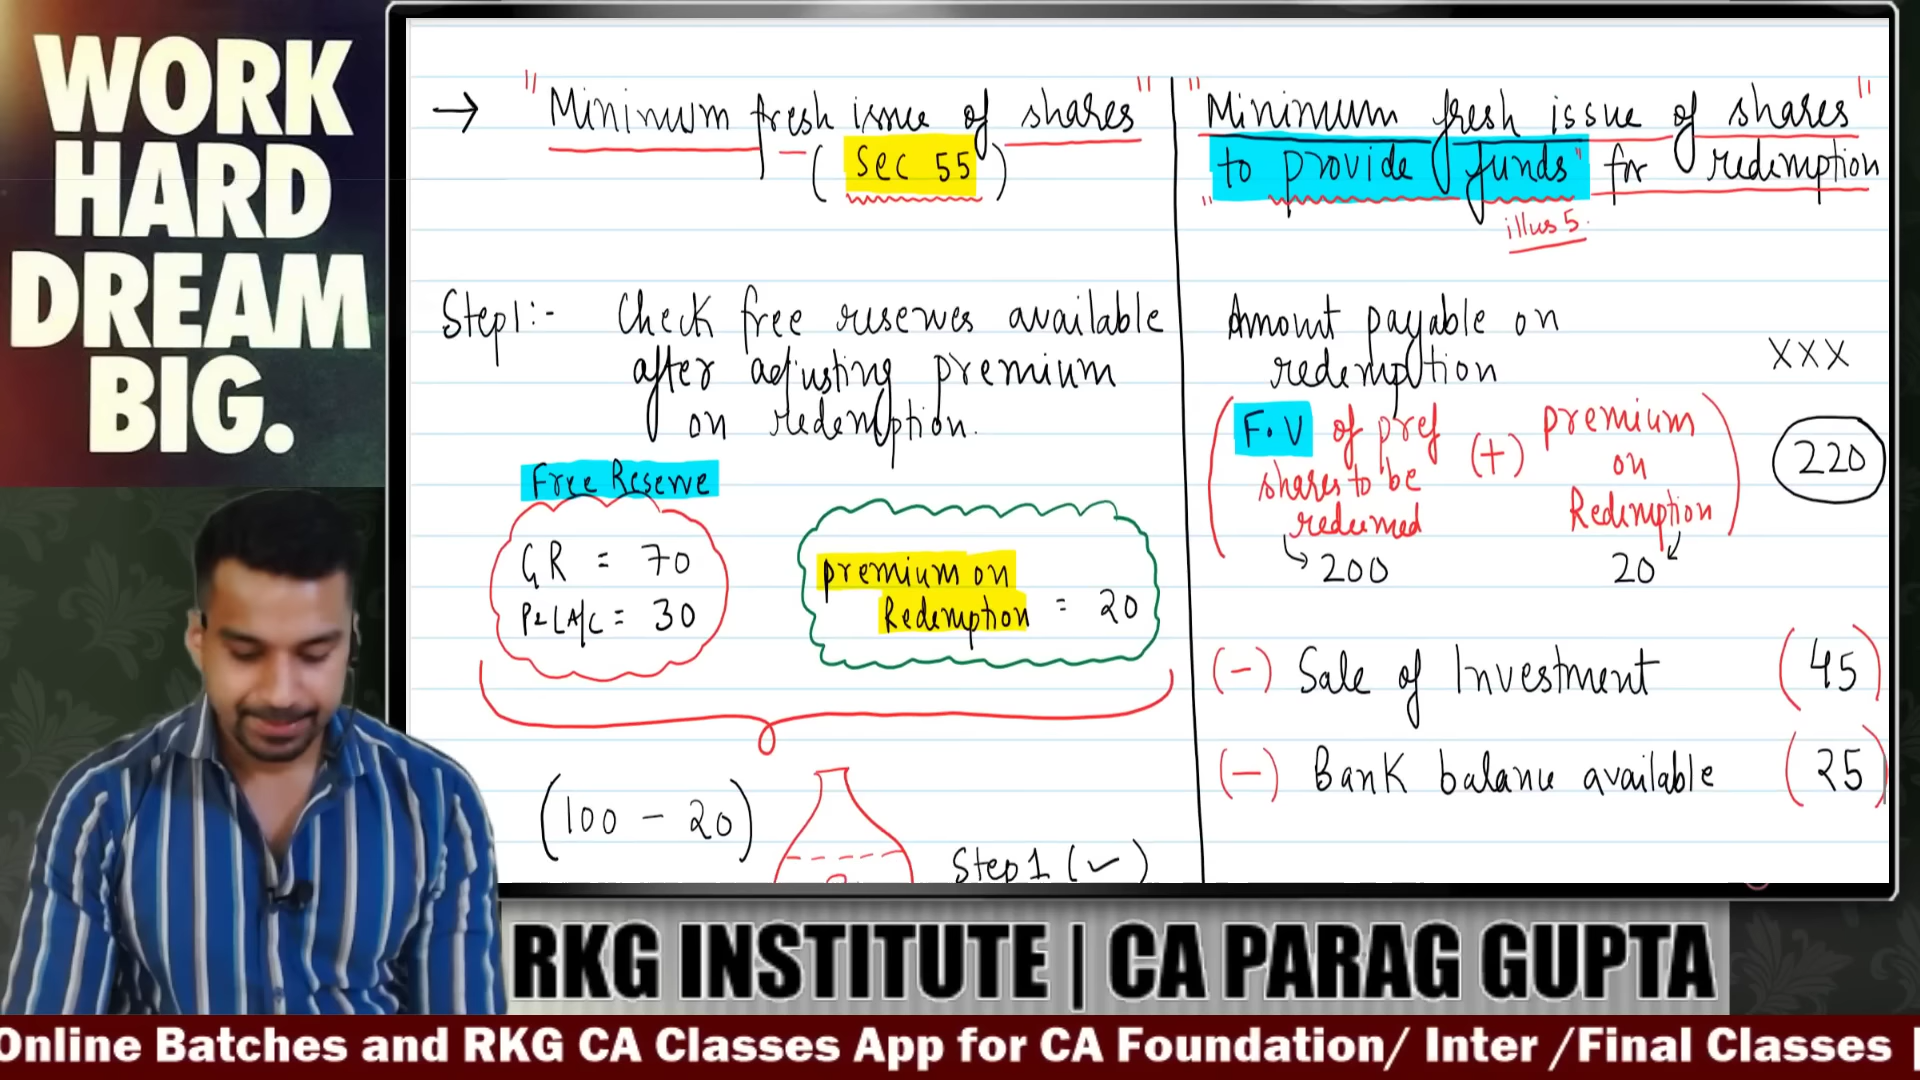 WORK
HARD
DREAM
BIG.
→ "Minimum fresh issue of shares"
(Sec 55)
Step1:- Check free reserves available
after adjusting premium
on redemption.
Free Reserve
GR = 70
P&L A/C = 30
premium on
Redemption = 20
(100 - 20)
Step 1 (✓)
"Minimum fresh issue of shares"
"to provide funds" for redemption
illus 5.
Amount payable on
redemption XXX
(F.V of pref shares to be redeemed (+) premium on Redemption) 220
↳ 200 20
(-) Sale of Investment (45)
(-) Bank balance available (25)
RKG INSTITUTE | CA PARAG GUPTA
Online Batches and RKG CA Classes App for CA Foundation/ Inter /Final Classes |